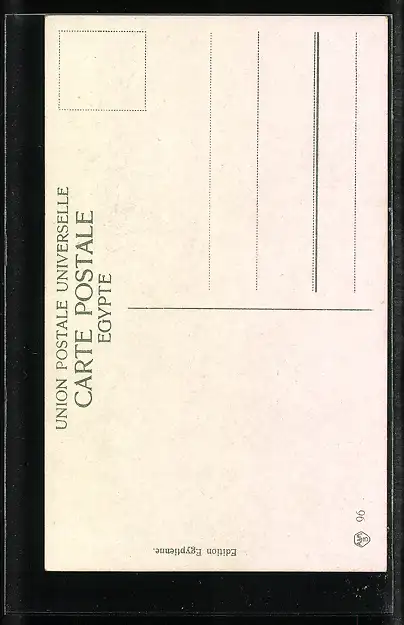 UNION POSTALE UNIVERSELLE
CARTE POSTALE
EGYPTE
Edition Egyptienne.
96